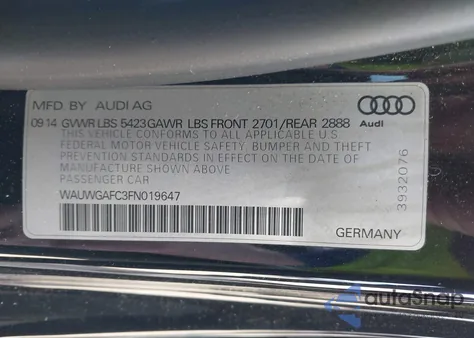 MFD. BY AUDI AG
09 14 GVWR LBS 5423 GAWR LBS FRONT 2701/REAR 2888
THIS VEHICLE CONFORMS TO ALL APPLICABLE U.S.
FEDERAL MOTOR VEHICLE SAFETY, BUMPER AND THEFT
PREVENTION STANDARDS IN EFFECT ON THE DATE OF
MANUFACTURE SHOWN ABOVE
PASSENGER CAR
WAUWGAFC3FN019647
Audi
3932076
GERMANY
autoSnap